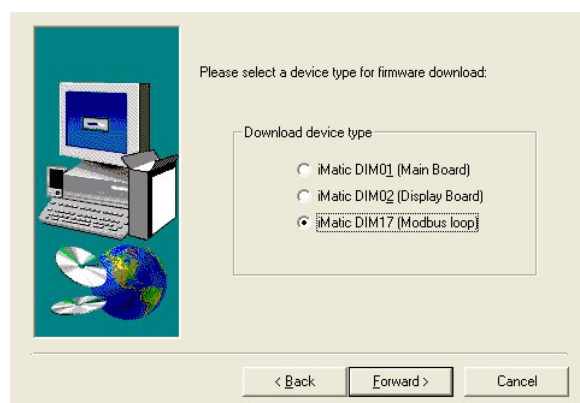 Please select a device type for firmware download:
Download device type
iMatic DIM01 (Main Board)
iMatic DIM02 (Display Board)
iMatic DIM17 (Modbus loop)
< Back
Forward >
Cancel